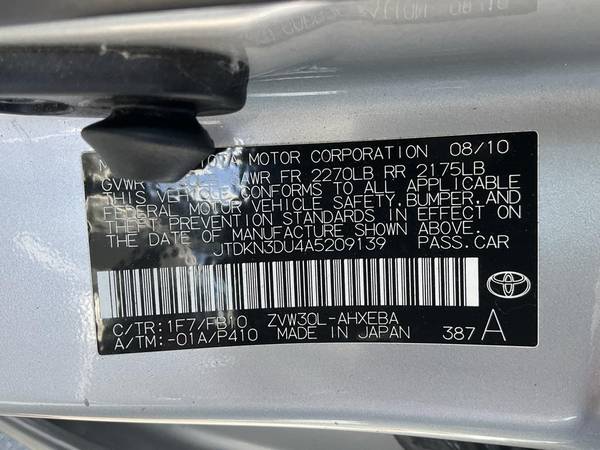 MOTOR CORPORATION 08/10
GVWR FR 2270LB RR 2175LB
THIS VEHICLE CONFORMS TO ALL APPLICABLE
FEDERAL MOTOR VEHICLE SAFETY, BUMPER, AND
THEFT PREVENTION STANDARDS IN EFFECT ON
THE DATE OF MANUFACTURE SHOWN ABOVE.
JTDKN3DU4A5209139 PASS.CAR
C/TR:1F7/FB10 ZVW30L-AHXEBA
A/TM:-01A/P410 MADE IN JAPAN 387 A